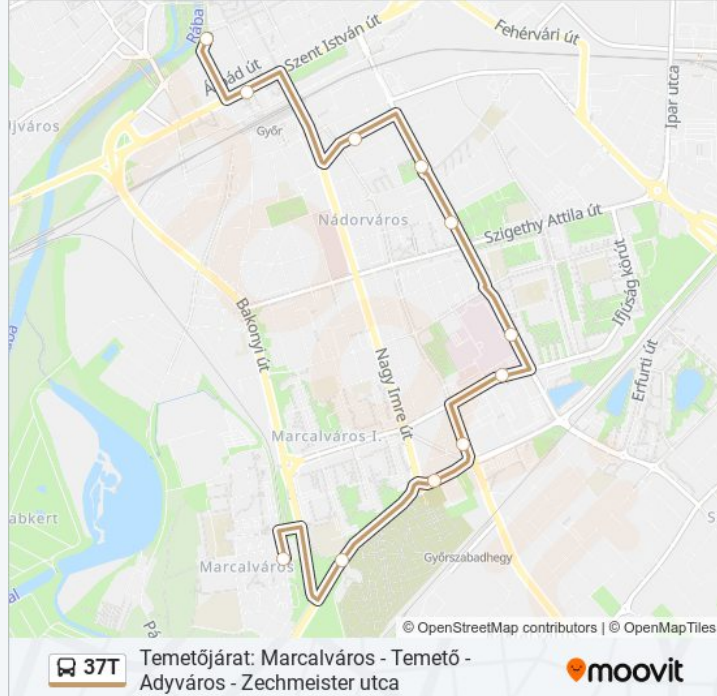 Rába
Árpád út
Szent István út
Fehérvári út
Ipar utca
Újváros
Győr
Nádorváros
Szigethy Attila út
Ifjúság körút
Bakonyi út
Nagy Imre út
Erfurti út
Marcalváros I.
abkert
Marcalváros
Győrszabadhegy
© OpenStreetMap contributors | © OpenMapTiles
37T
Temetőjárat: Marcalváros - Temető -
Adyváros - Zechmeister utca
moovit